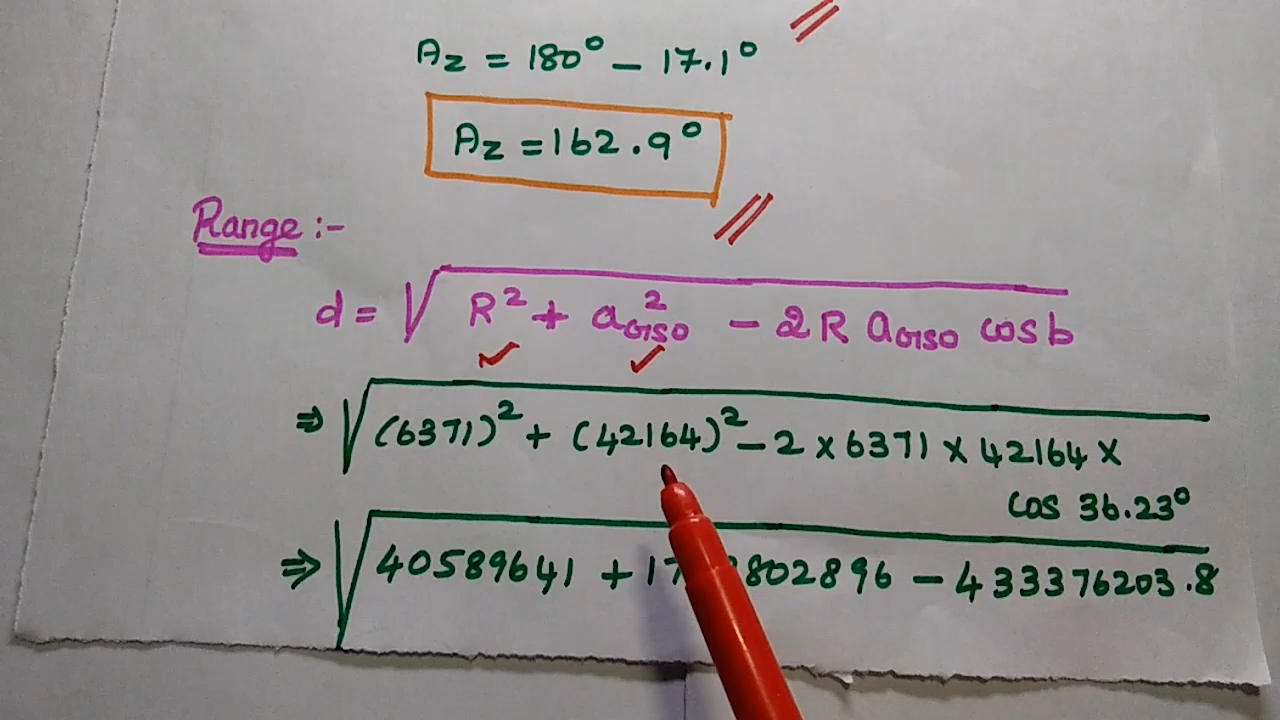 Az = 180° – 17.1°
Az = 162.9°
Range :-
d = √ R² + a²GSO – 2 R aGSO cos b
⇒ √ (6371)² + (42164)² – 2 × 6371 × 42164 ×
cos 36.23°
⇒ √ 40589641 + 17 802896 – 433376203.8